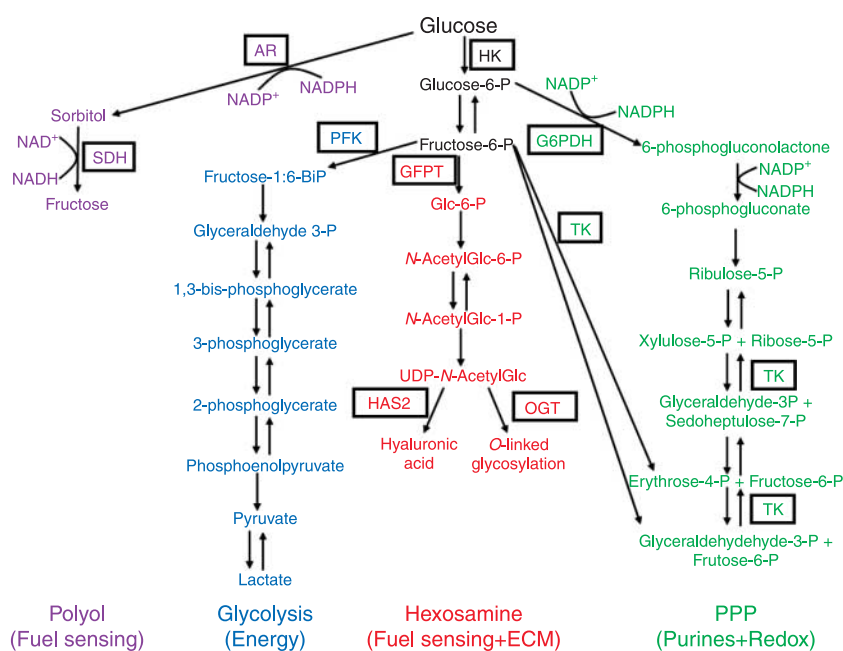 Glucose
AR
HK
NADP+
NADPH
Glucose-6-P
NADP+
NADPH
Sorbitol
NAD+
SDH
NADH
Fructose
PFK
Fructose-6-P
G6PDH
6-phosphogluconolactone
Fructose-1:6-BiP
GFPT
NADP+
NADPH
Glc-6-P
6-phosphogluconate
Glyceraldehyde 3-P
TK
N-AcetylGlc-6-P
Ribulose-5-P
1,3-bis-phosphoglycerate
N-AcetylGlc-1-P
3-phosphoglycerate
Xylulose-5-P + Ribose-5-P
UDP-N-AcetylGlc
TK
2-phosphoglycerate
HAS2
OGT
Glyceraldehyde-3P +
Sedoheptulose-7-P
Hyaluronic
acid
O-linked
glycosylation
Phosphoenolpyruvate
Erythrose-4-P + Fructose-6-P
TK
Pyruvate
Glyceraldehydehyde-3-P +
Frutose-6-P
Lactate
Polyol
(Fuel sensing)
Glycolysis
(Energy)
Hexosamine
(Fuel sensing+ECM)
PPP
(Purines+Redox)